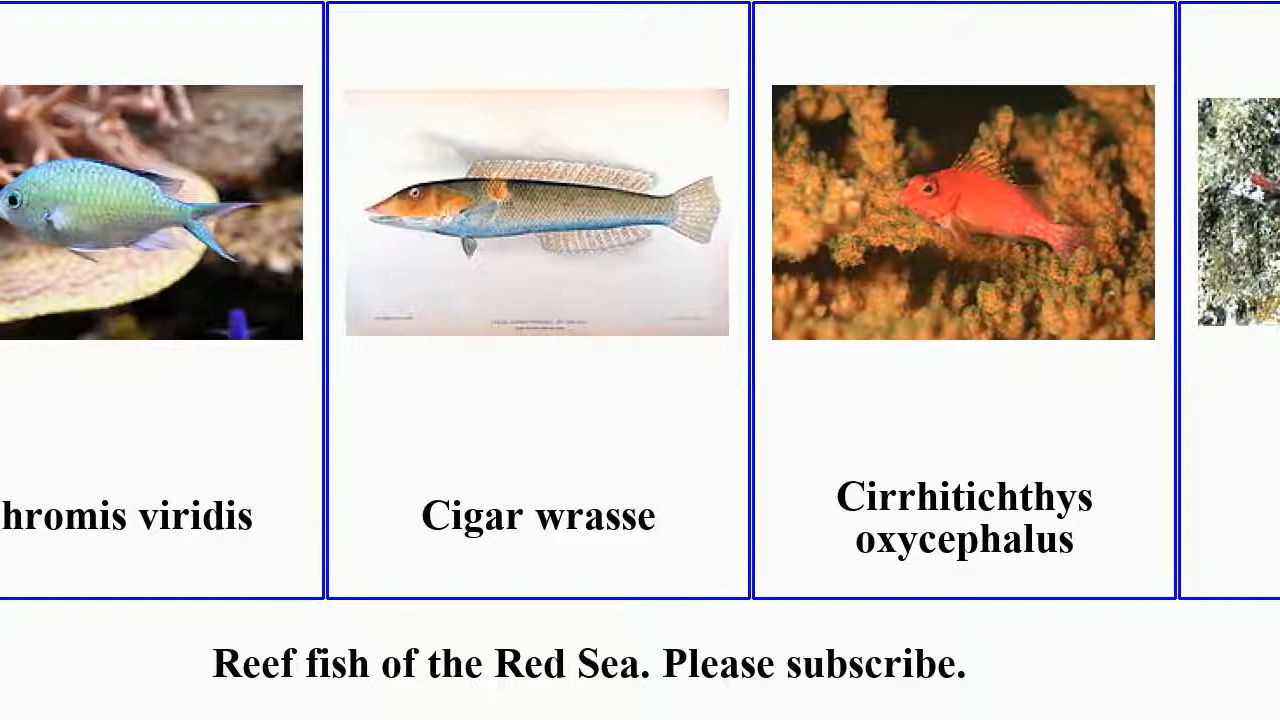 hromis viridis
Cigar wrasse
Cirrhitichthys
oxycephalus
Reef fish of the Red Sea. Please subscribe.